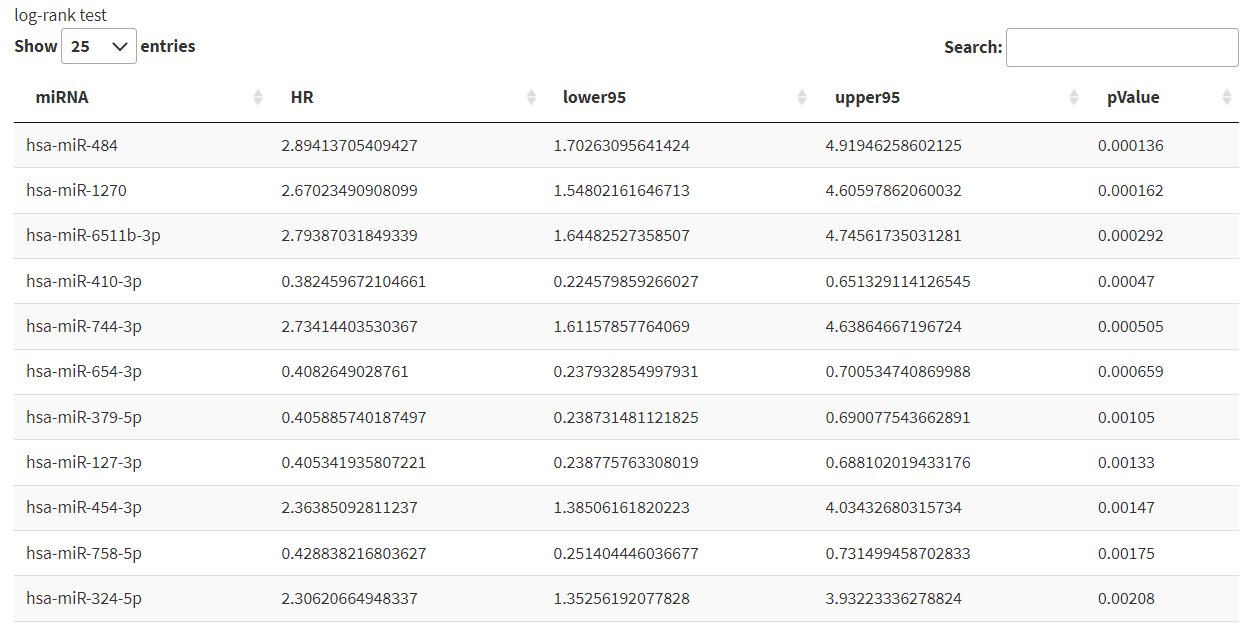 log-rank test
Show 25 entries Search:
miRNA HR lower95 upper95 pValue
hsa-miR-484 2.89413705409427 1.70263095641424 4.91946258602125 0.000136
hsa-miR-1270 2.67023490908099 1.54802161646713 4.60597862060032 0.000162
hsa-miR-6511b-3p 2.79387031849339 1.64482527358507 4.74561735031281 0.000292
hsa-miR-410-3p 0.382459672104661 0.224579859266027 0.651329114126545 0.00047
hsa-miR-744-3p 2.73414403530367 1.61157857764069 4.63864667196724 0.000505
hsa-miR-654-3p 0.4082649028761 0.237932854997931 0.700534740869988 0.000659
hsa-miR-379-5p 0.405885740187497 0.238731481121825 0.690077543662891 0.00105
hsa-miR-127-3p 0.405341935807221 0.238775763308019 0.688102019433176 0.00133
hsa-miR-454-3p 2.36385092811237 1.38506161820223 4.03432680315734 0.00147
hsa-miR-758-5p 0.428838216803627 0.251404446036677 0.731499458702833 0.00175
hsa-miR-324-5p 2.30620664948337 1.35256192077828 3.93223336278824 0.00208